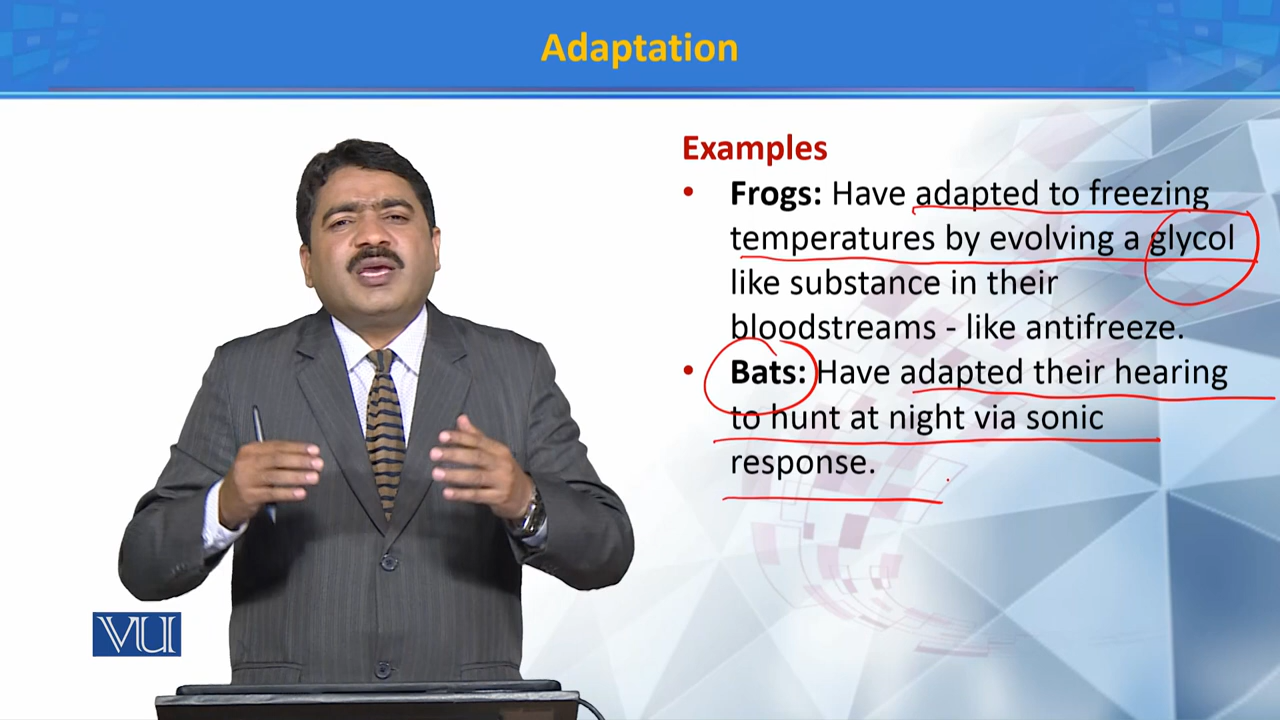 Adaptation
Examples
• Frogs: Have adapted to freezing
temperatures by evolving a glycol
like substance in their
bloodstreams - like antifreeze.
• Bats: Have adapted their hearing
to hunt at night via sonic
response.
VU